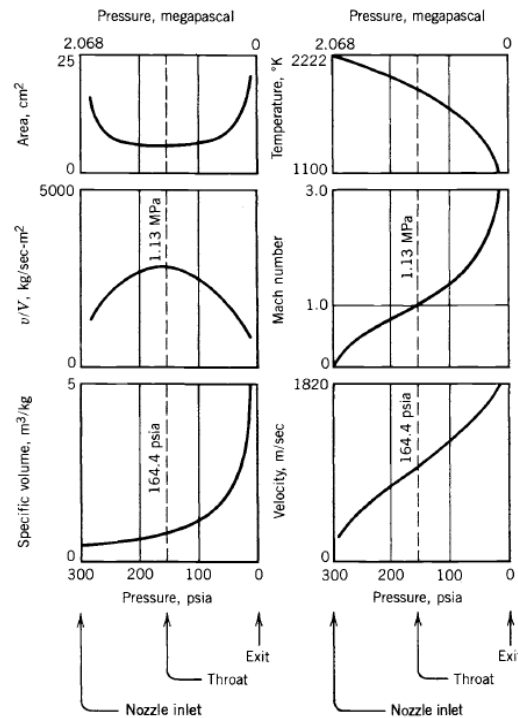 Pressure, megapascal
2.068 0
25
Area, cm²
0
5000
v/V, kg/sec-m²
1.13 MPa
0
5
Specific volume, m³/kg
164.4 psia
0
300 200 100 0
Pressure, psia
Exit
Throat
Nozzle inlet
Pressure, megapascal
2.068 0
2222
Temperature, °K
1100
3.0
Mach number
1.13 MPa
1.0
0
1820
Velocity, m/sec
164.4 psia
0
300 200 100 0
Pressure, psia
Exit
Throat
Nozzle inlet